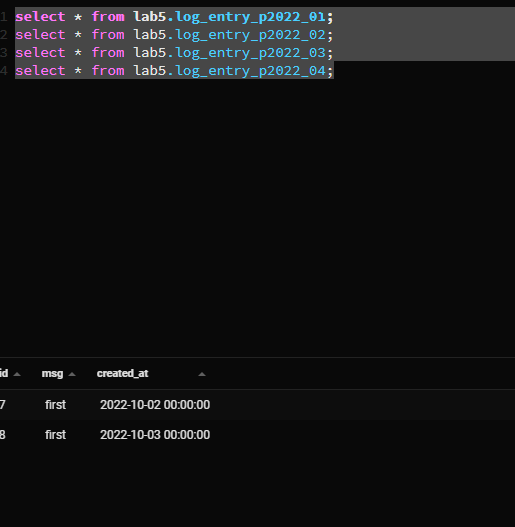 1 select * from lab5.log_entry_p2022_01;
2 select * from lab5.log_entry_p2022_02;
3 select * from lab5.log_entry_p2022_03;
4 select * from lab5.log_entry_p2022_04;
id msg created_at
7 first 2022-10-02 00:00:00
8 first 2022-10-03 00:00:00